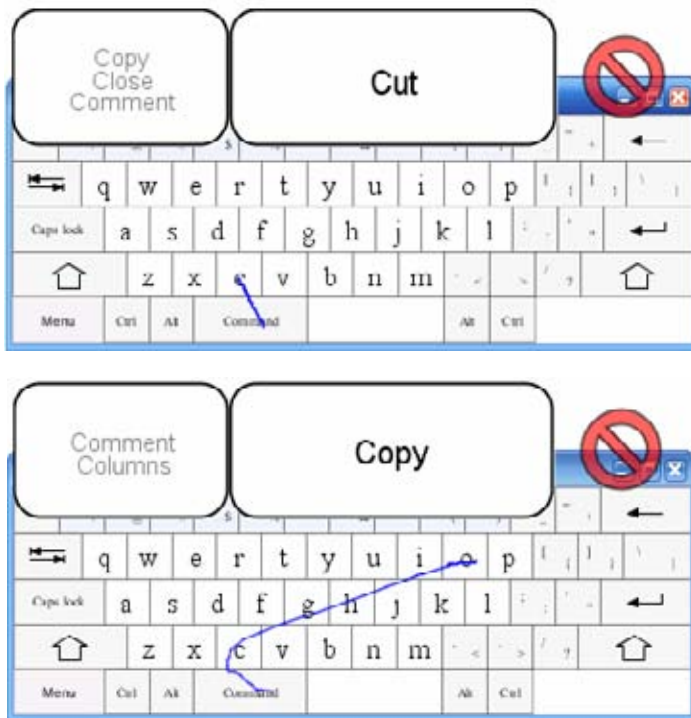 Copy
Close
Comment
Cut
$
q w e r t y u i o p [ ] \
Caps lock a s d f g h j k l ; '
z x c v b n m / ?
Menu Ctrl Alt Command Alt Ctrl
Comment
Columns
Copy
$
q w e r t y u i o p [ ] \
Caps lock a s d f g h j k l ; '
z x c v b n m < > / ?
Menu Ctrl Alt Command Alt Ctrl